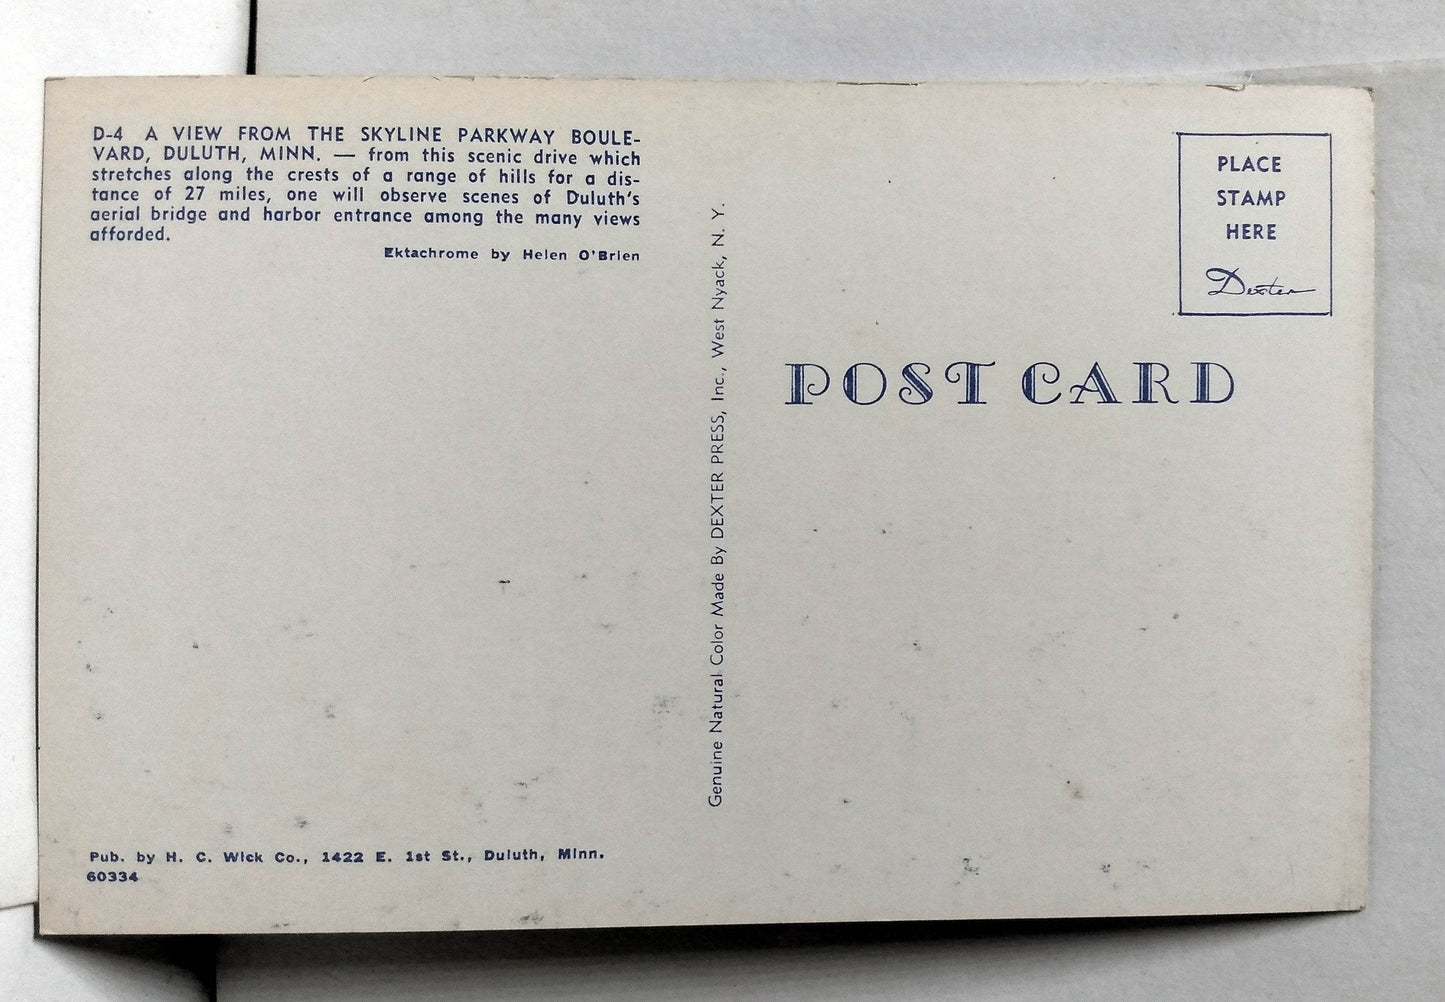 D-4 A VIEW FROM THE SKYLINE PARKWAY BOULE-
VARD, DULUTH, MINN. — from this scenic drive which
stretches along the crests of a range of hills for a dis-
tance of 27 miles, one will observe scenes of Duluth's
aerial bridge and harbor entrance among the many views
afforded.
Ektachrome by Helen O'Brien
Pub. by H. C. Wick Co., 1422 E. 1st St., Duluth, Minn.
60334
Genuine Natural Color Made By DEXTER PRESS, Inc., West Nyack, N. Y.
PLACE
STAMP
HERE
Dexter
POST CARD